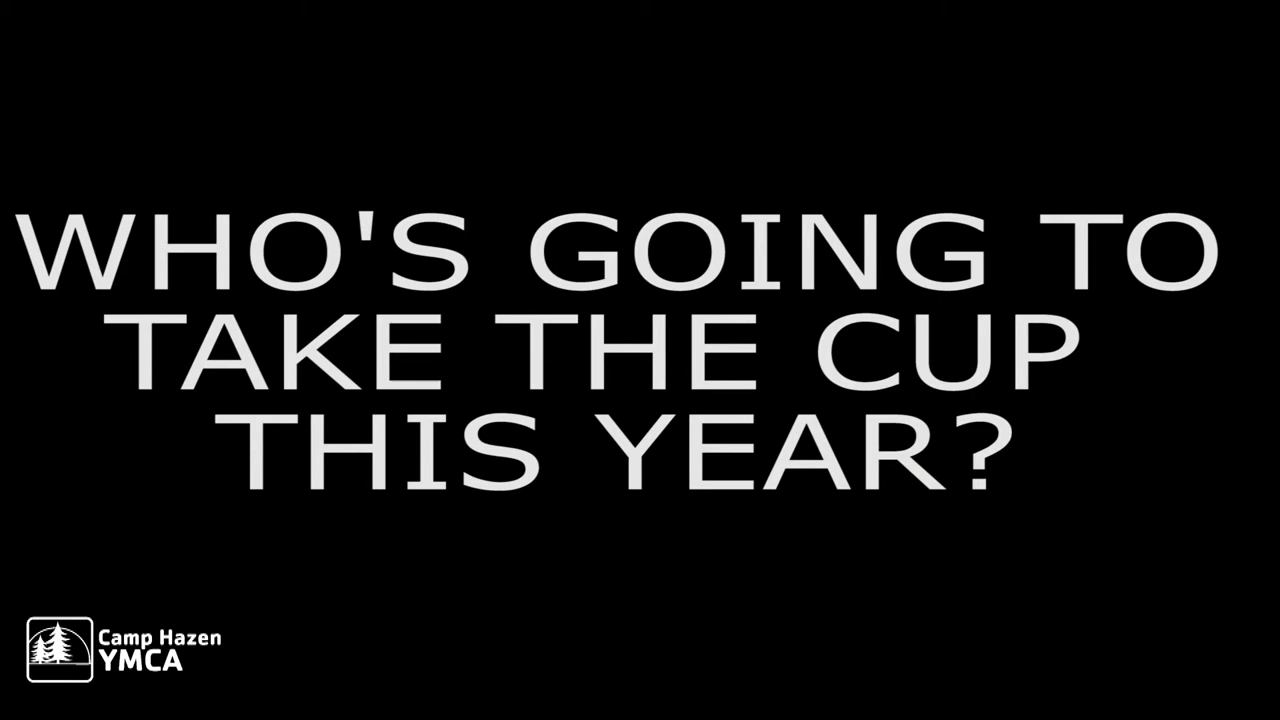 WHO'S GOING TO
TAKE THE CUP
THIS YEAR?
Camp Hazen
YMCA